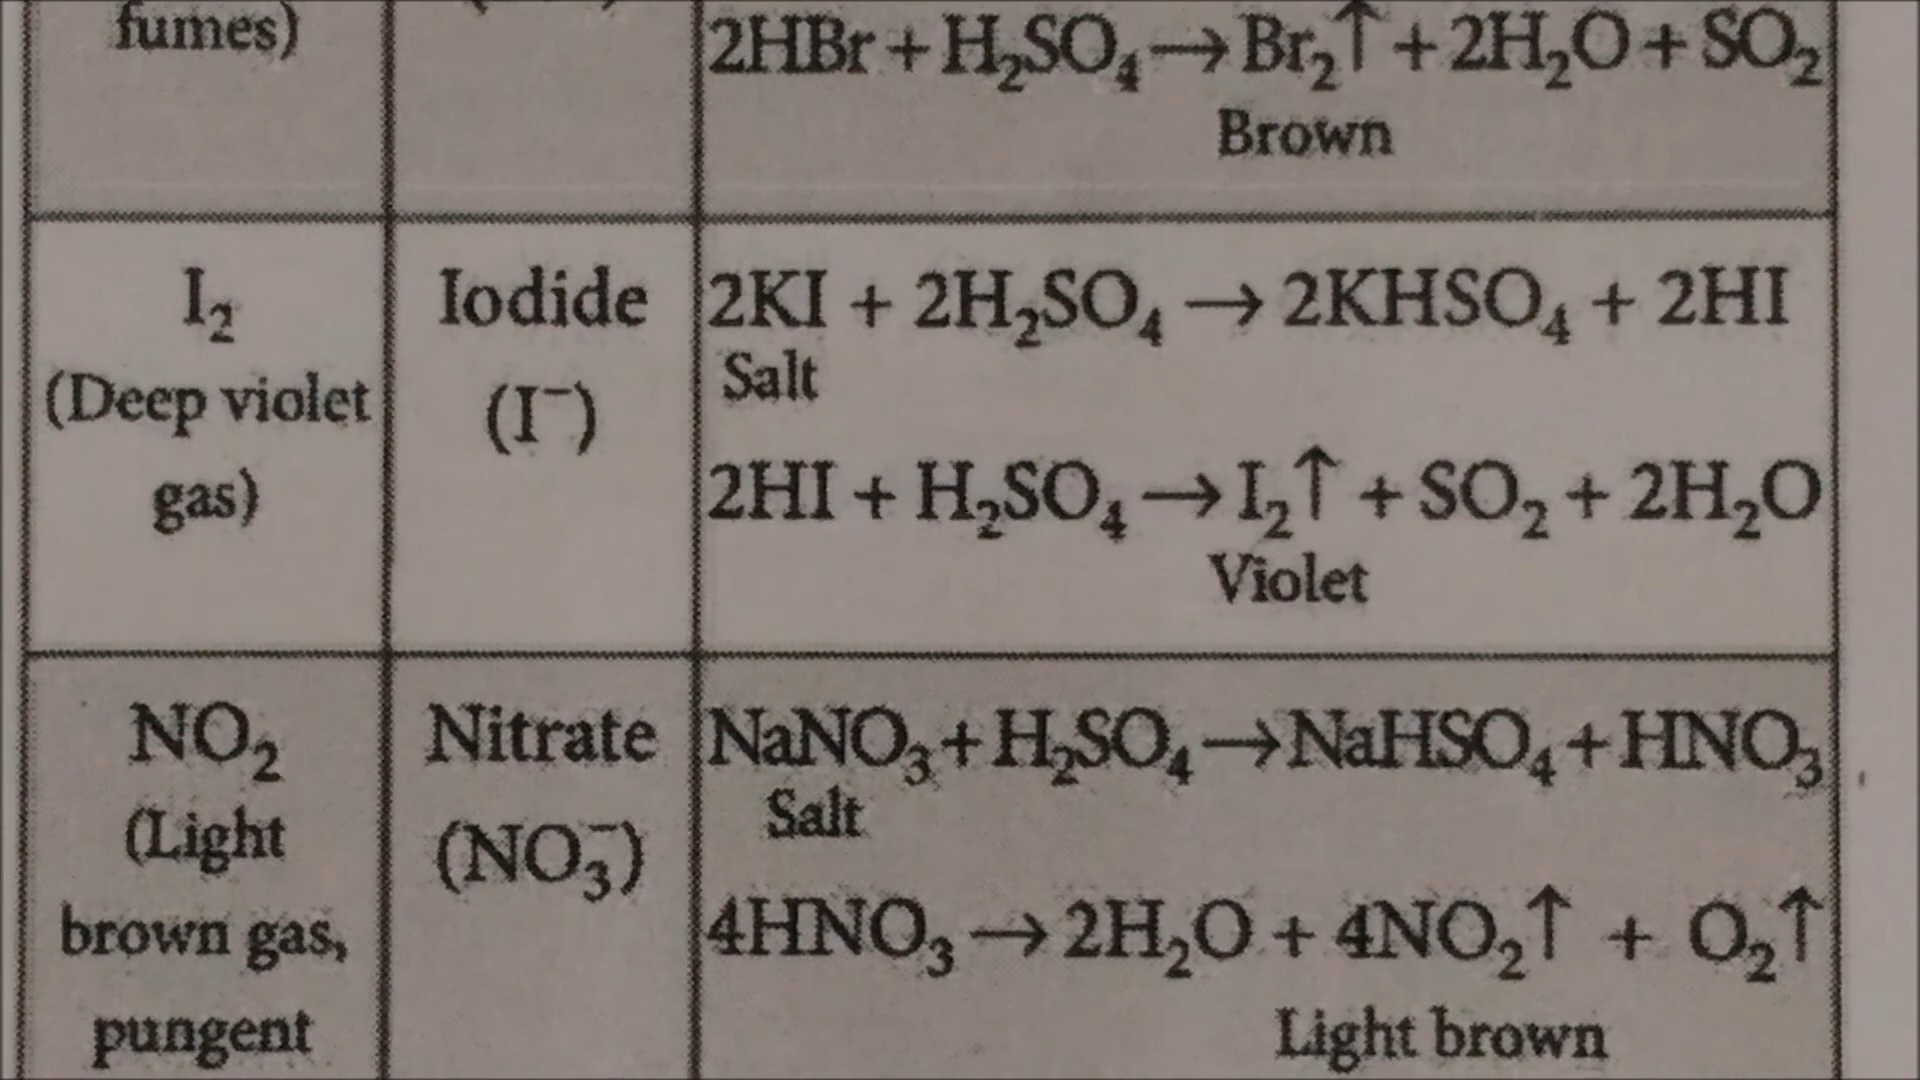 fumes)
2HBr + H₂SO₄ → Br₂↑ + 2H₂O + SO₂
Brown
I₂
(Deep violet
gas)
Iodide
(I⁻)
2KI + 2H₂SO₄ → 2KHSO₄ + 2HI
Salt
2HI + H₂SO₄ → I₂↑ + SO₂ + 2H₂O
Violet
NO₂
(Light
brown gas,
pungent
Nitrate
(NO₃⁻)
NaNO₃ + H₂SO₄ → NaHSO₄ + HNO₃
Salt
4HNO₃ → 2H₂O + 4NO₂↑ + O₂↑
Light brown